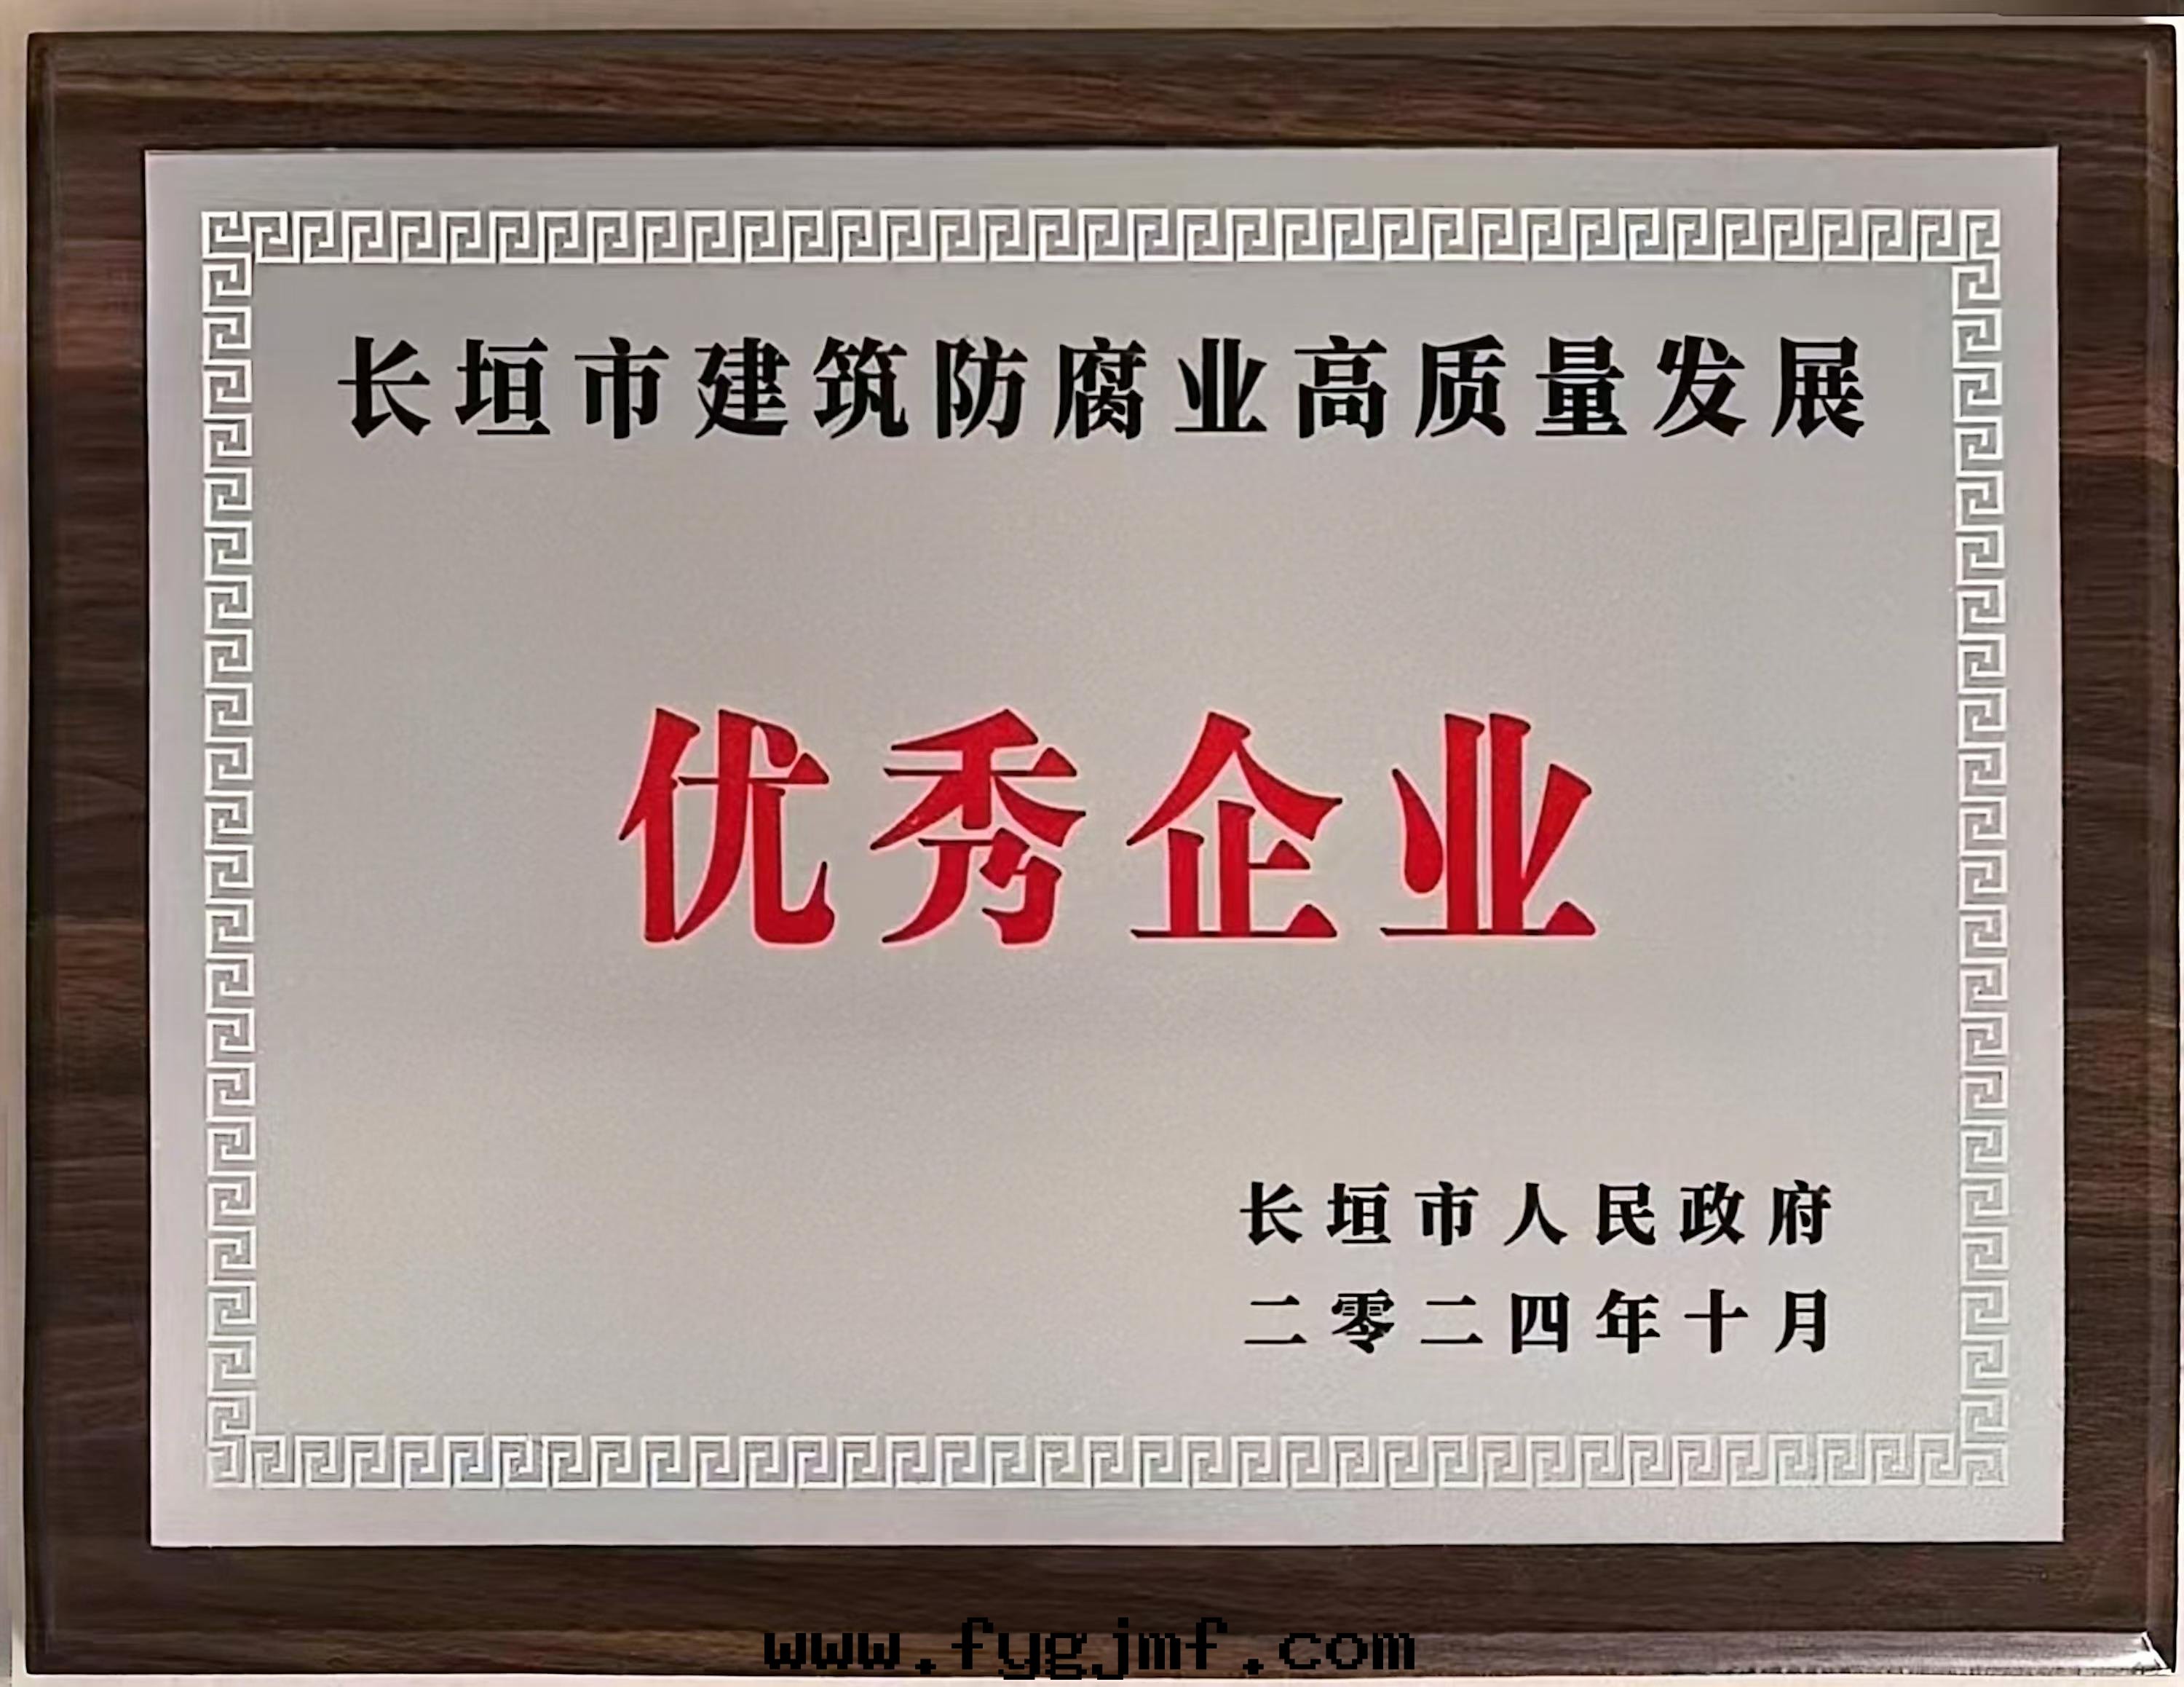 长垣市建筑防腐业高质量发展
优秀企业
长垣市人民政府
二零二四年十月
www.fygjmf.com